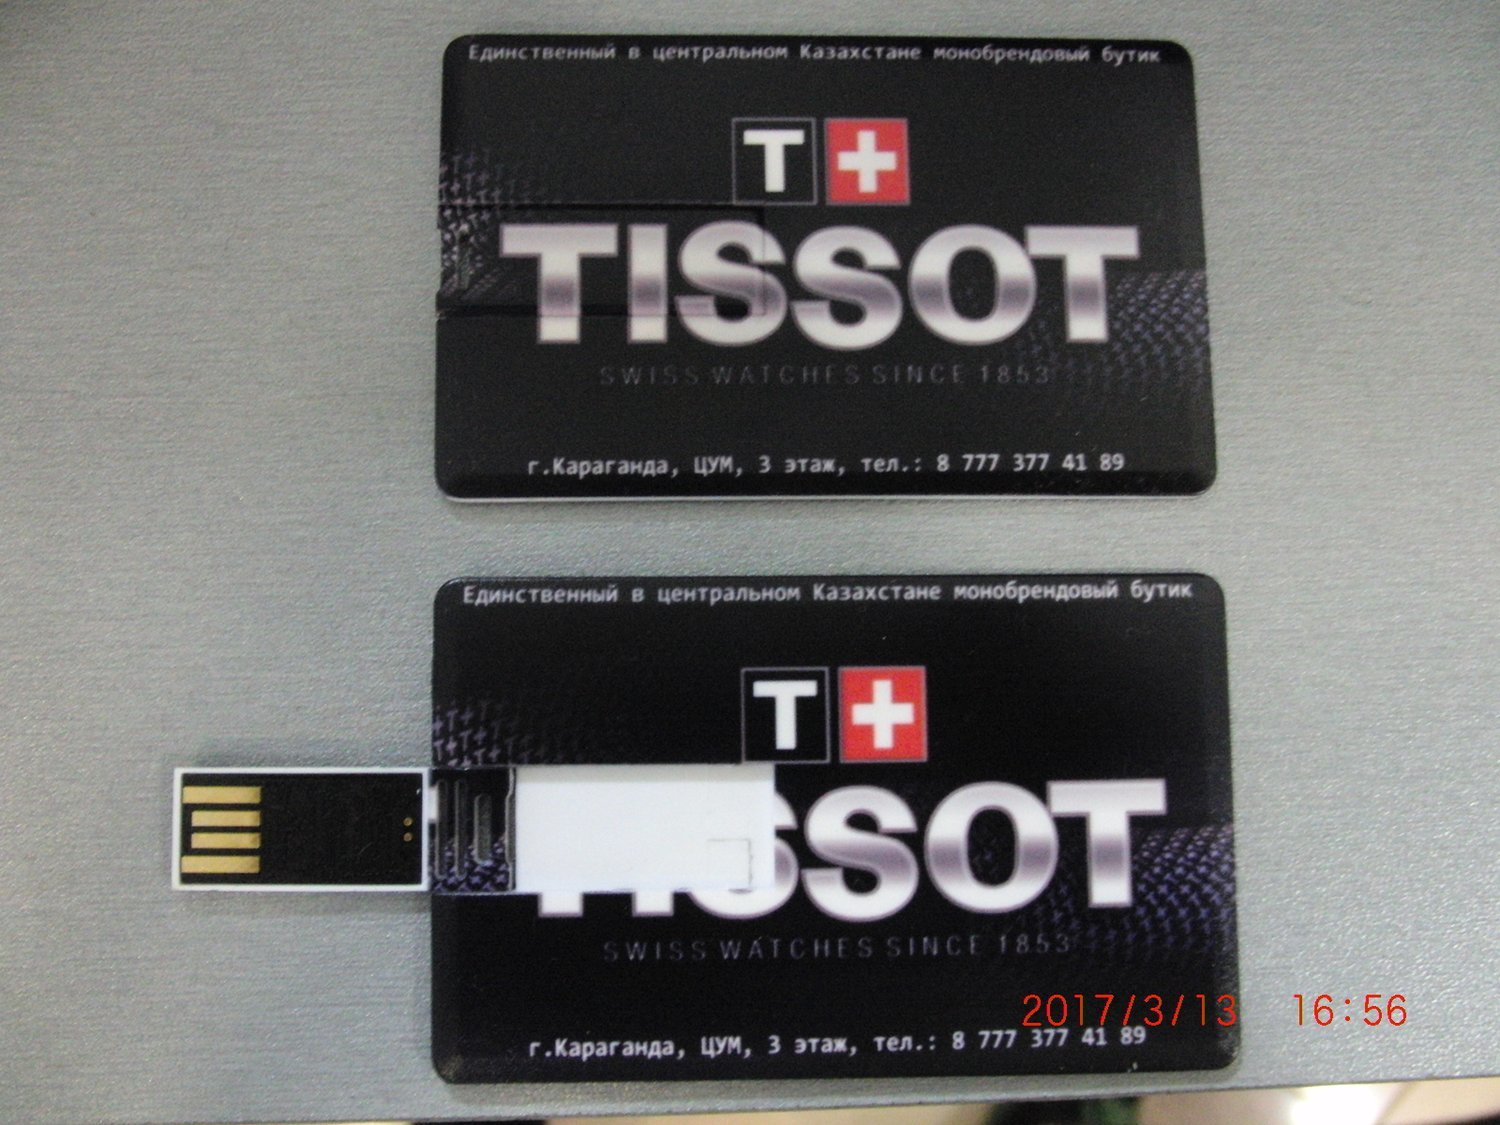 Единственный в центральном Казахстане монобрендовый бутик
T
TISSOT
SWISS WATCHES SINCE 1853
г.Караганда, ЦУМ, 3 этаж, тел.: 8 777 377 41 89
Единственный в центральном Казахстане монобрендовый бутик
T
TISSOT
SWISS WATCHES SINCE 1853
2017/3/13 16:56
г.Караганда, ЦУМ, 3 этаж, тел.: 8 777 377 41 89